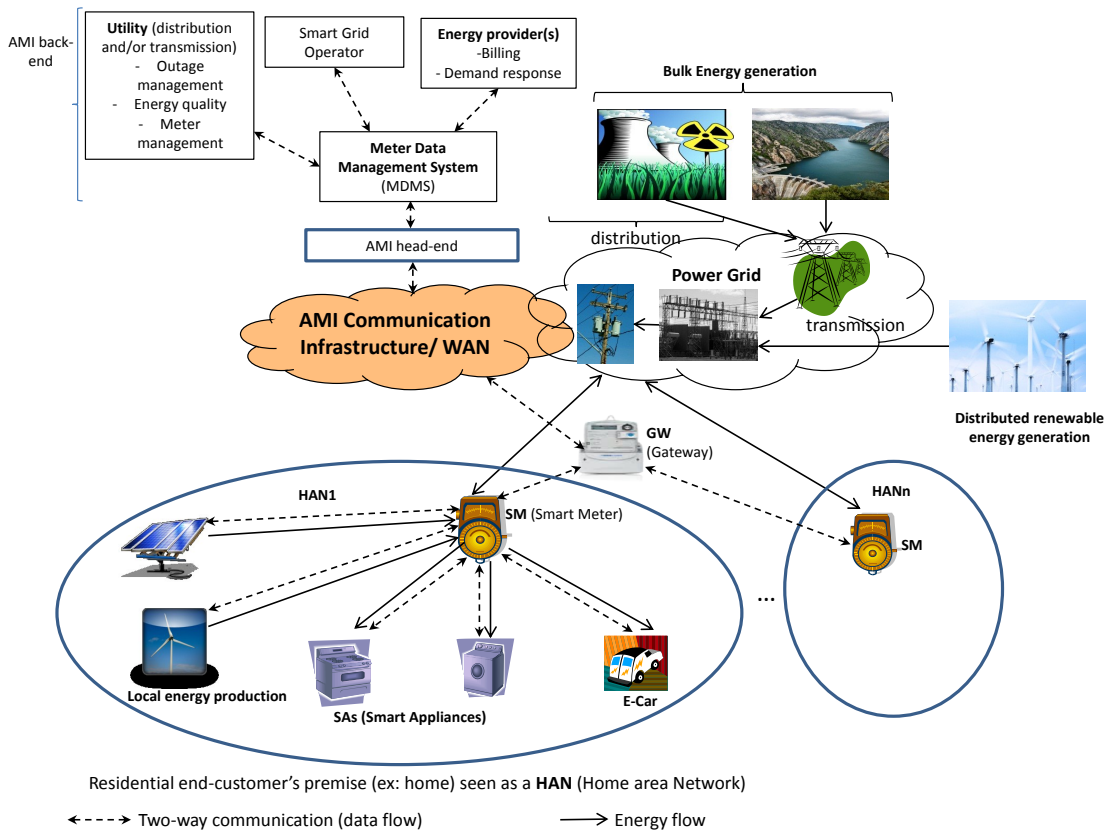 AMI back-
end
Utility (distribution
and/or transmission)
- Outage
management
- Energy quality
- Meter
management
Smart Grid
Operator
Energy provider(s)
-Billing
- Demand response
Bulk Energy generation
Meter Data
Management System
(MDMS)
AMI head-end
distribution
Power Grid
transmission
AMI Communication
Infrastructure/ WAN
Distributed renewable
energy generation
GW
(Gateway)
HAN1
SM (Smart Meter)
HANn
SM
...
Local energy production
SAs (Smart Appliances)
E-Car
Residential end-customer's premise (ex: home) seen as a HAN (Home area Network)
Two-way communication (data flow)
Energy flow